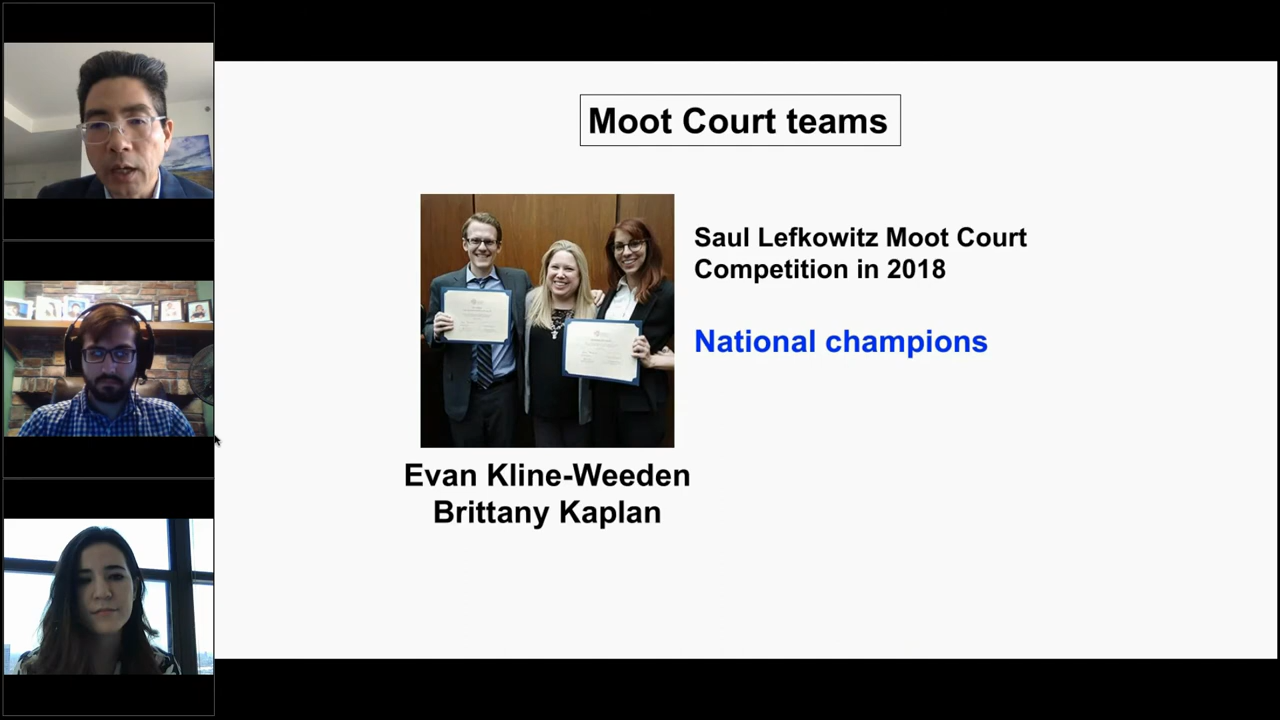 Moot Court teams
Saul Lefkowitz Moot Court
Competition in 2018
National champions
Evan Kline-Weeden
Brittany Kaplan